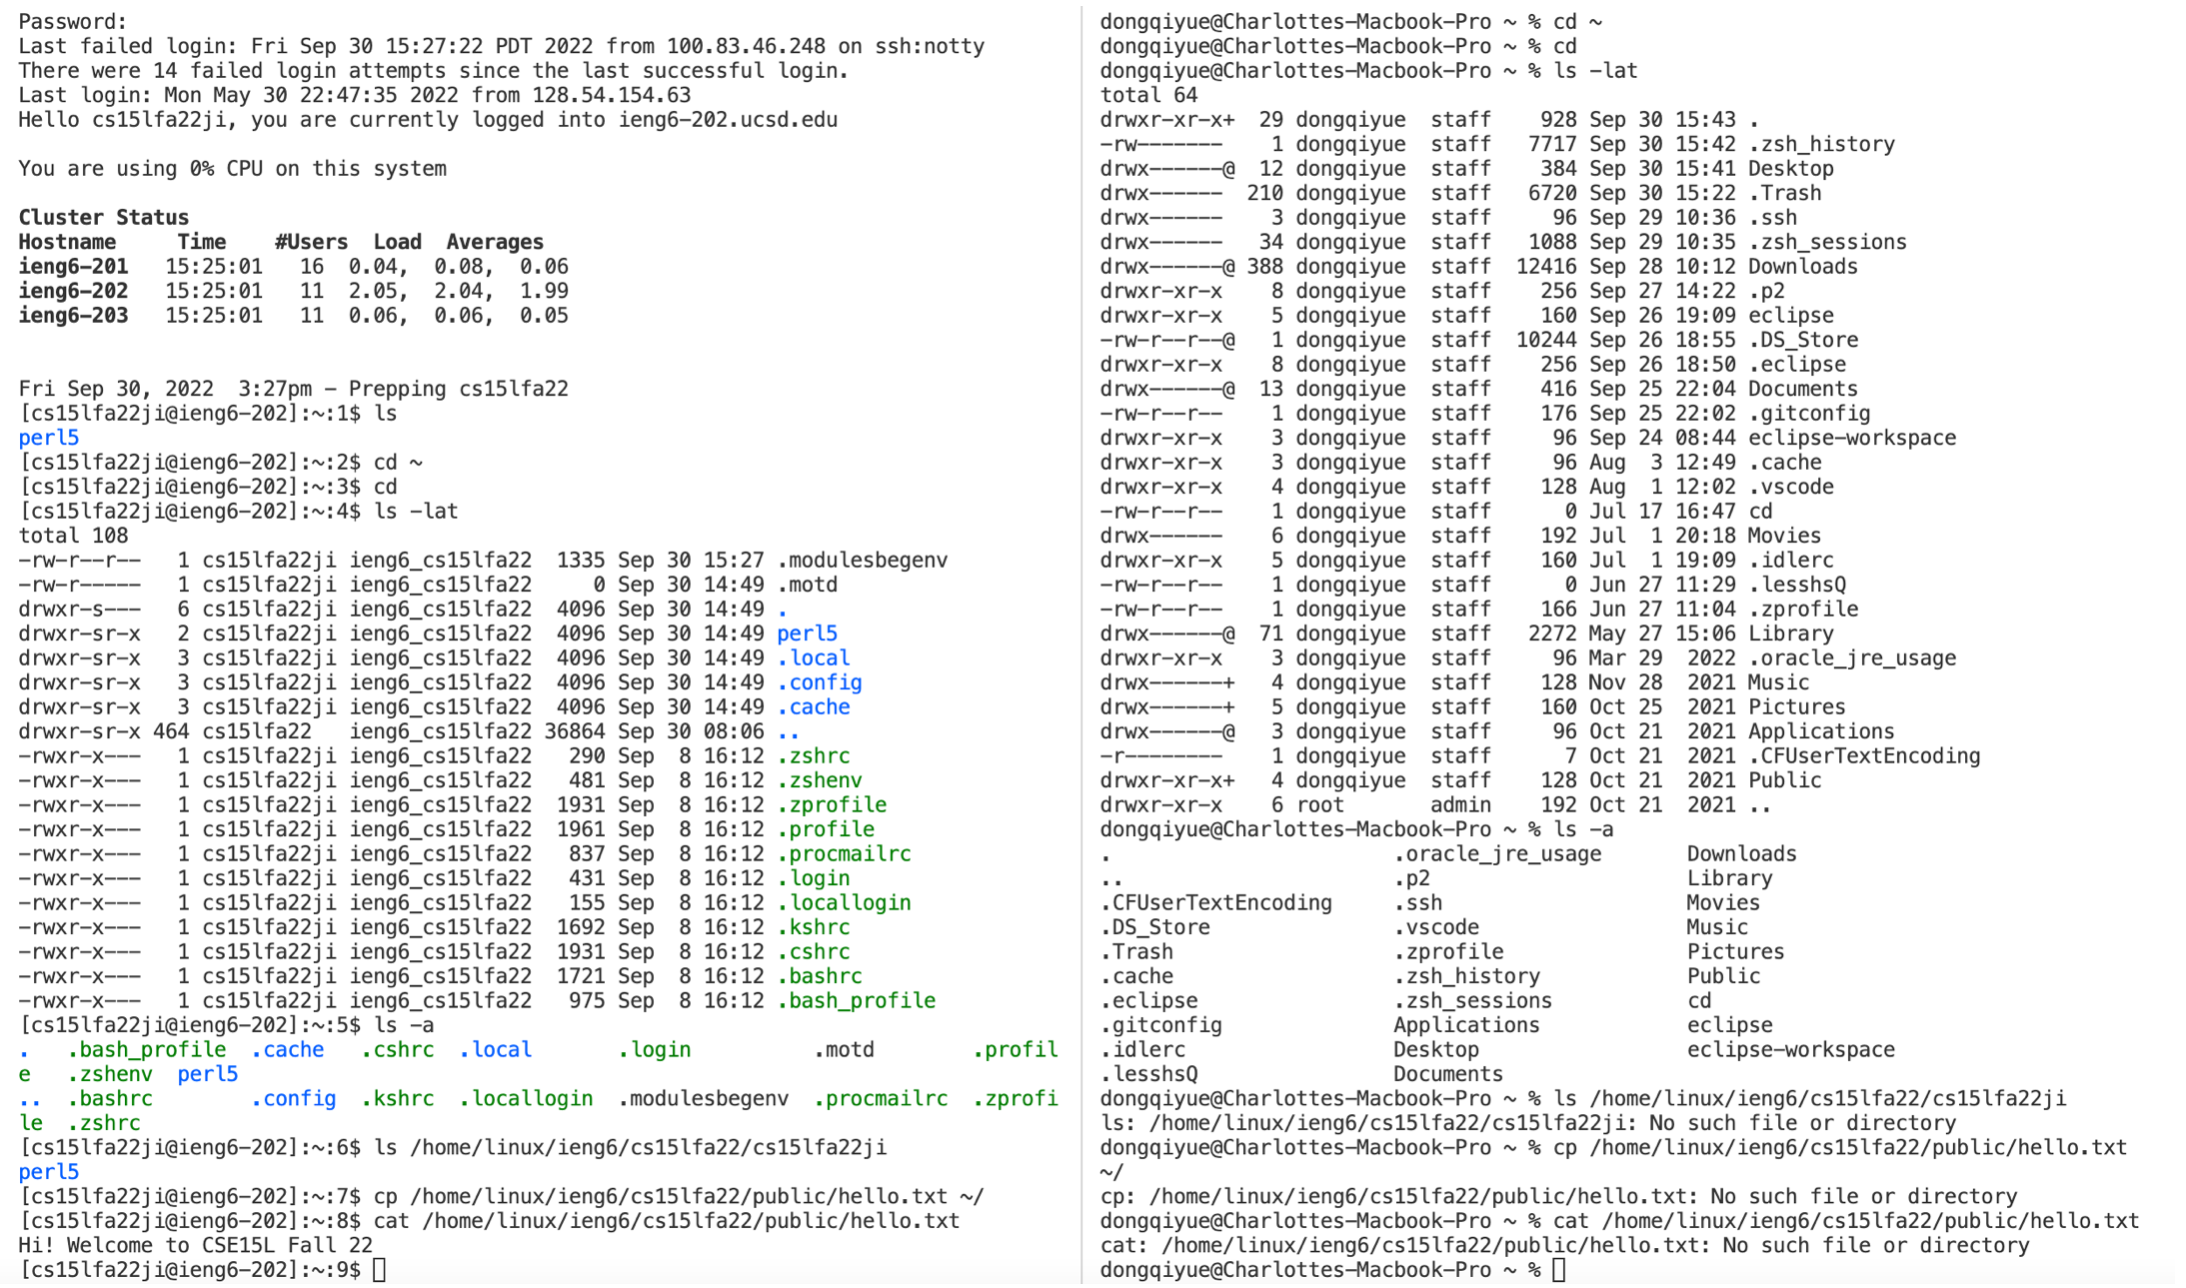 Password:
Last failed login: Fri Sep 30 15:27:22 PDT 2022 from 100.83.46.248 on ssh:notty
There were 14 failed login attempts since the last successful login.
Last login: Mon May 30 22:47:35 2022 from 128.54.154.63
Hello cs15lfa22ji, you are currently logged into ieng6-202.ucsd.edu
You are using 0% CPU on this system
Cluster Status
Hostname     Time    #Users  Load  Averages
ieng6-201   15:25:01   16  0.04,  0.08,  0.06
ieng6-202   15:25:01   11  2.05,  2.04,  1.99
ieng6-203   15:25:01   11  0.06,  0.06,  0.05
Fri Sep 30, 2022  3:27pm - Prepping cs15lfa22
[cs15lfa22ji@ieng6-202]:~:1$ ls
perl5
[cs15lfa22ji@ieng6-202]:~:2$ cd ~
[cs15lfa22ji@ieng6-202]:~:3$ cd
[cs15lfa22ji@ieng6-202]:~:4$ ls -lat
total 108
-rw-r--r--   1 cs15lfa22ji ieng6_cs15lfa22  1335 Sep 30 15:27 .modulesbegenv
-rw-r-----   1 cs15lfa22ji ieng6_cs15lfa22     0 Sep 30 14:49 .motd
drwxr-s---   6 cs15lfa22ji ieng6_cs15lfa22  4096 Sep 30 14:49 .
drwxr-sr-x   2 cs15lfa22ji ieng6_cs15lfa22  4096 Sep 30 14:49 perl5
drwxr-sr-x   3 cs15lfa22ji ieng6_cs15lfa22  4096 Sep 30 14:49 .local
drwxr-sr-x   3 cs15lfa22ji ieng6_cs15lfa22  4096 Sep 30 14:49 .config
drwxr-sr-x   3 cs15lfa22ji ieng6_cs15lfa22  4096 Sep 30 14:49 .cache
drwxr-sr-x 464 cs15lfa22   ieng6_cs15lfa22 36864 Sep 30 08:06 ..
-rwxr-x---   1 cs15lfa22ji ieng6_cs15lfa22   290 Sep  8 16:12 .zshrc
-rwxr-x---   1 cs15lfa22ji ieng6_cs15lfa22   481 Sep  8 16:12 .zshenv
-rwxr-x---   1 cs15lfa22ji ieng6_cs15lfa22  1931 Sep  8 16:12 .zprofile
-rwxr-x---   1 cs15lfa22ji ieng6_cs15lfa22  1961 Sep  8 16:12 .profile
-rwxr-x---   1 cs15lfa22ji ieng6_cs15lfa22   837 Sep  8 16:12 .procmailrc
-rwxr-x---   1 cs15lfa22ji ieng6_cs15lfa22   431 Sep  8 16:12 .login
-rwxr-x---   1 cs15lfa22ji ieng6_cs15lfa22   155 Sep  8 16:12 .locallogin
-rwxr-x---   1 cs15lfa22ji ieng6_cs15lfa22  1692 Sep  8 16:12 .kshrc
-rwxr-x---   1 cs15lfa22ji ieng6_cs15lfa22  1931 Sep  8 16:12 .cshrc
-rwxr-x---   1 cs15lfa22ji ieng6_cs15lfa22  1721 Sep  8 16:12 .bashrc
-rwxr-x---   1 cs15lfa22ji ieng6_cs15lfa22   975 Sep  8 16:12 .bash_profile
[cs15lfa22ji@ieng6-202]:~:5$ ls -a
.   .bash_profile  .cache   .cshrc  .local       .login          .motd        .profil
e   .zshenv  perl5
..  .bashrc        .config  .kshrc  .locallogin  .modulesbegenv  .procmailrc  .zprofi
le  .zshrc
[cs15lfa22ji@ieng6-202]:~:6$ ls /home/linux/ieng6/cs15lfa22/cs15lfa22ji
perl5
[cs15lfa22ji@ieng6-202]:~:7$ cp /home/linux/ieng6/cs15lfa22/public/hello.txt ~/
[cs15lfa22ji@ieng6-202]:~:8$ cat /home/linux/ieng6/cs15lfa22/public/hello.txt
Hi! Welcome to CSE15L Fall 22
[cs15lfa22ji@ieng6-202]:~:9$
dongqiyue@Charlottes-Macbook-Pro ~ % cd ~
dongqiyue@Charlottes-Macbook-Pro ~ % cd
dongqiyue@Charlottes-Macbook-Pro ~ % ls -lat
total 64
drwxr-xr-x+  29 dongqiyue  staff    928 Sep 30 15:43 .
-rw-------    1 dongqiyue  staff   7717 Sep 30 15:42 .zsh_history
drwx------@  12 dongqiyue  staff    384 Sep 30 15:41 Desktop
drwx------  210 dongqiyue  staff   6720 Sep 30 15:22 .Trash
drwx------    3 dongqiyue  staff     96 Sep 29 10:36 .ssh
drwx------   34 dongqiyue  staff   1088 Sep 29 10:35 .zsh_sessions
drwx------@ 388 dongqiyue  staff  12416 Sep 28 10:12 Downloads
drwxr-xr-x    8 dongqiyue  staff    256 Sep 27 14:22 .p2
drwxr-xr-x    5 dongqiyue  staff    160 Sep 26 19:09 eclipse
-rw-r--r--@   1 dongqiyue  staff  10244 Sep 26 18:55 .DS_Store
drwxr-xr-x    8 dongqiyue  staff    256 Sep 26 18:50 .eclipse
drwx------@  13 dongqiyue  staff    416 Sep 25 22:04 Documents
-rw-r--r--    1 dongqiyue  staff    176 Sep 25 22:02 .gitconfig
drwxr-xr-x    3 dongqiyue  staff     96 Sep 24 08:44 eclipse-workspace
drwxr-xr-x    3 dongqiyue  staff     96 Aug  3 12:49 .cache
drwxr-xr-x    4 dongqiyue  staff    128 Aug  1 12:02 .vscode
-rw-r--r--    1 dongqiyue  staff      0 Jul 17 16:47 cd
drwx------    6 dongqiyue  staff    192 Jul  1 20:18 Movies
drwxr-xr-x    5 dongqiyue  staff    160 Jul  1 19:09 .idlerc
-rw-r--r--    1 dongqiyue  staff      0 Jun 27 11:29 .lesshsQ
-rw-r--r--    1 dongqiyue  staff    166 Jun 27 11:04 .zprofile
drwx------@  71 dongqiyue  staff   2272 May 27 15:06 Library
drwxr-xr-x    3 dongqiyue  staff     96 Mar 29  2022 .oracle_jre_usage
drwx------+   4 dongqiyue  staff    128 Nov 28  2021 Music
drwx------+   5 dongqiyue  staff    160 Oct 25  2021 Pictures
drwx------@   3 dongqiyue  staff     96 Oct 21  2021 Applications
-r--------    1 dongqiyue  staff      7 Oct 21  2021 .CFUserTextEncoding
drwxr-xr-x+   4 dongqiyue  staff    128 Oct 21  2021 Public
drwxr-xr-x    6 root       admin    192 Oct 21  2021 ..
dongqiyue@Charlottes-Macbook-Pro ~ % ls -a
.                       .oracle_jre_usage       Downloads
..                      .p2                     Library
.CFUserTextEncoding     .ssh                    Movies
.DS_Store               .vscode                 Music
.Trash                  .zprofile               Pictures
.cache                  .zsh_history            Public
.eclipse                .zsh_sessions           cd
.gitconfig              Applications            eclipse
.idlerc                 Desktop                 eclipse-workspace
.lesshsQ                Documents
dongqiyue@Charlottes-Macbook-Pro ~ % ls /home/linux/ieng6/cs15lfa22/cs15lfa22ji
ls: /home/linux/ieng6/cs15lfa22/cs15lfa22ji: No such file or directory
dongqiyue@Charlottes-Macbook-Pro ~ % cp /home/linux/ieng6/cs15lfa22/public/hello.txt
~/
cp: /home/linux/ieng6/cs15lfa22/public/hello.txt: No such file or directory
dongqiyue@Charlottes-Macbook-Pro ~ % cat /home/linux/ieng6/cs15lfa22/public/hello.txt
cat: /home/linux/ieng6/cs15lfa22/public/hello.txt: No such file or directory
dongqiyue@Charlottes-Macbook-Pro ~ %